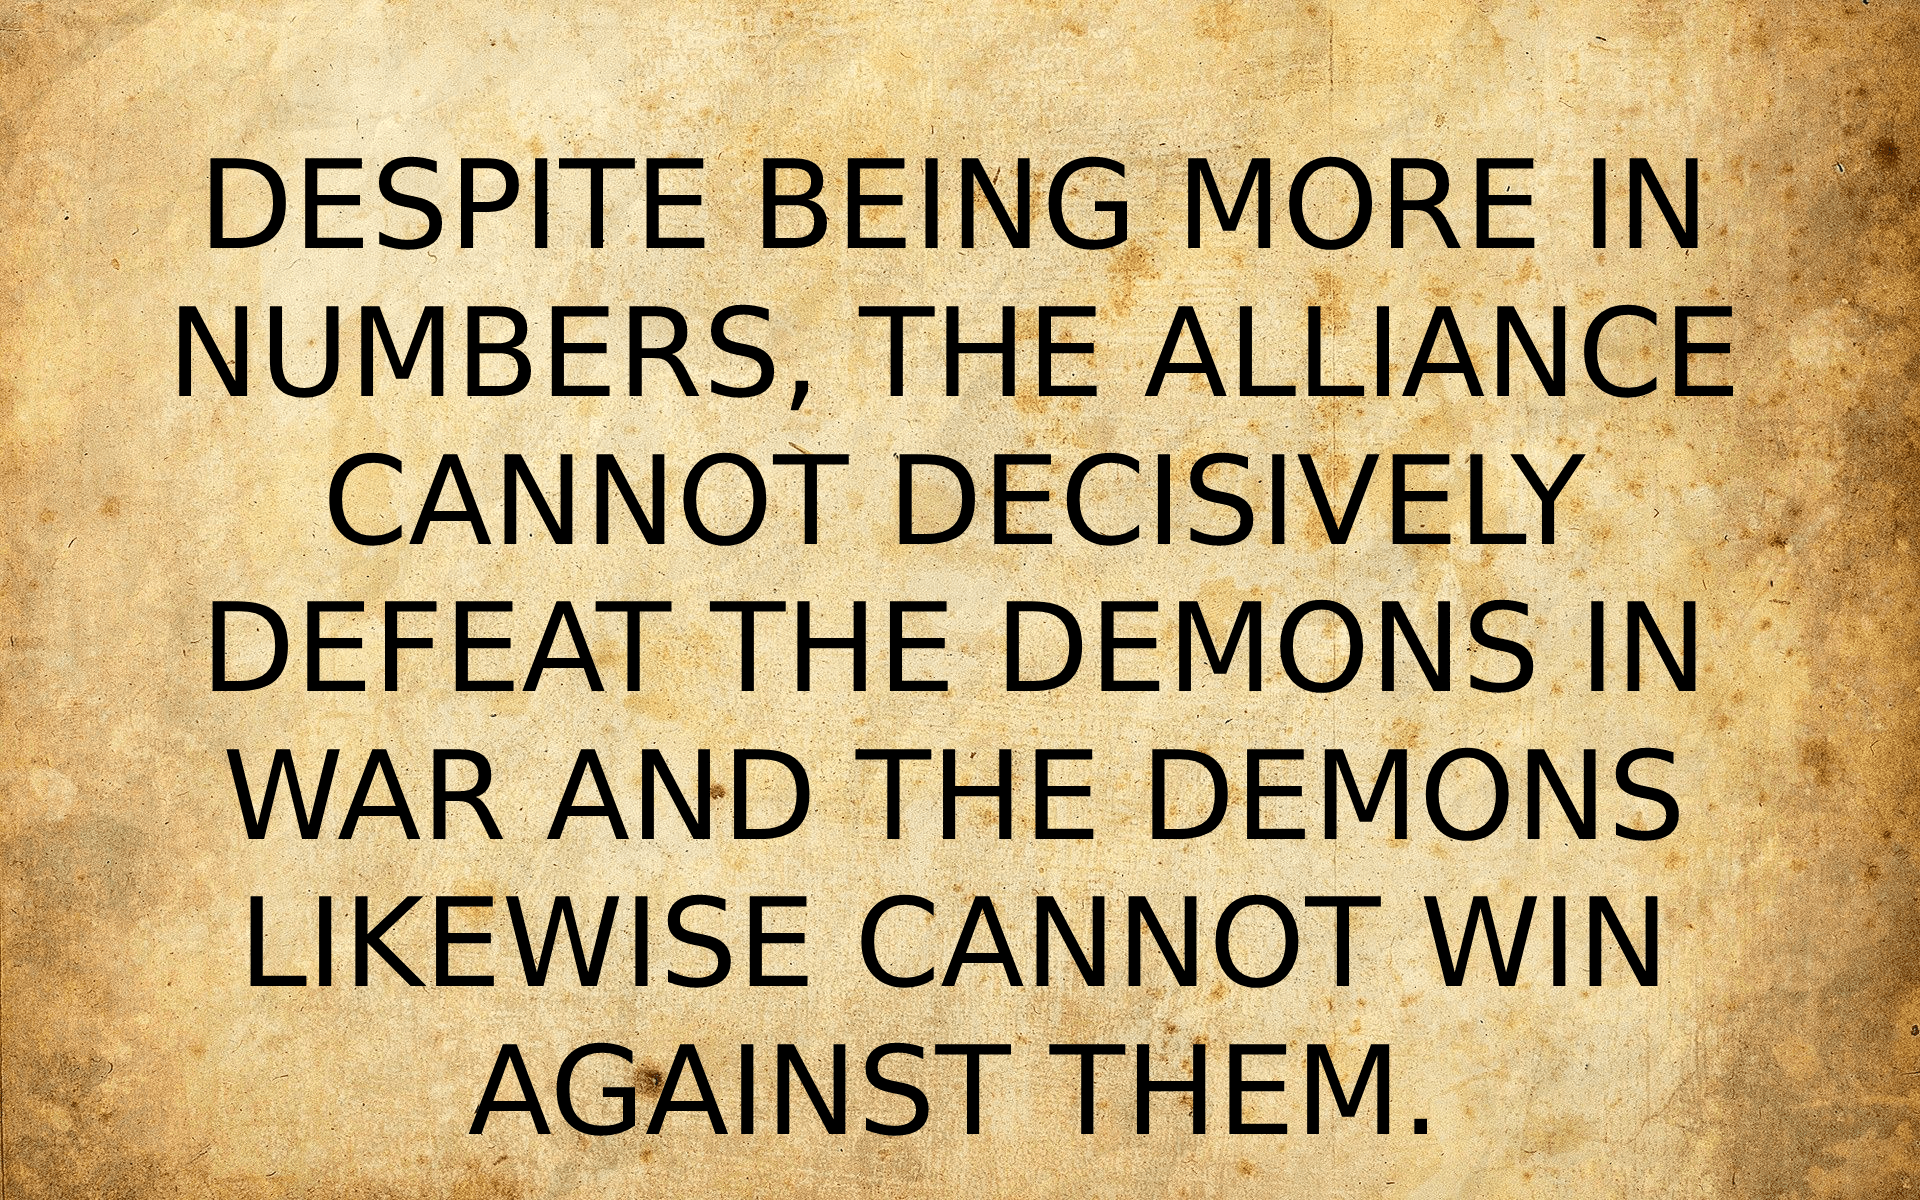 DESPITE BEING MORE IN
NUMBERS, THE ALLIANCE
CANNOT DECISIVELY
DEFEAT THE DEMONS IN
WAR AND THE DEMONS
LIKEWISE CANNOT WIN
AGAINST THEM.